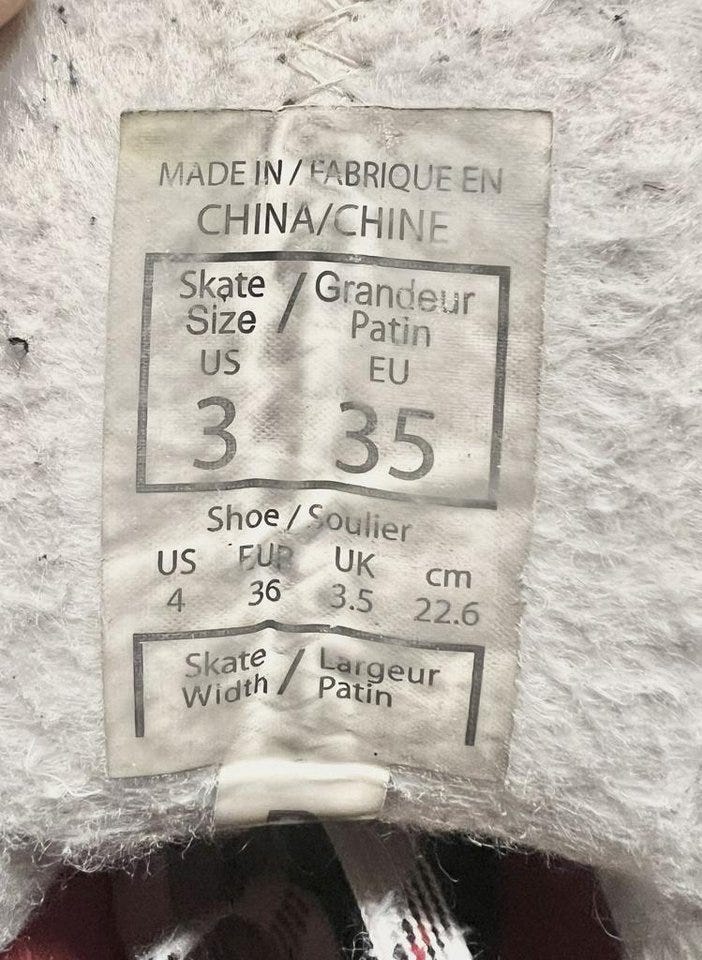 MADE IN / FABRIQUE EN
CHINA/CHINE
Skate Size / Grandeur Patin
US EU
3 35
Shoe / Soulier
US EUR UK cm
4 36 3.5 22.6
Skate Width / Largeur Patin